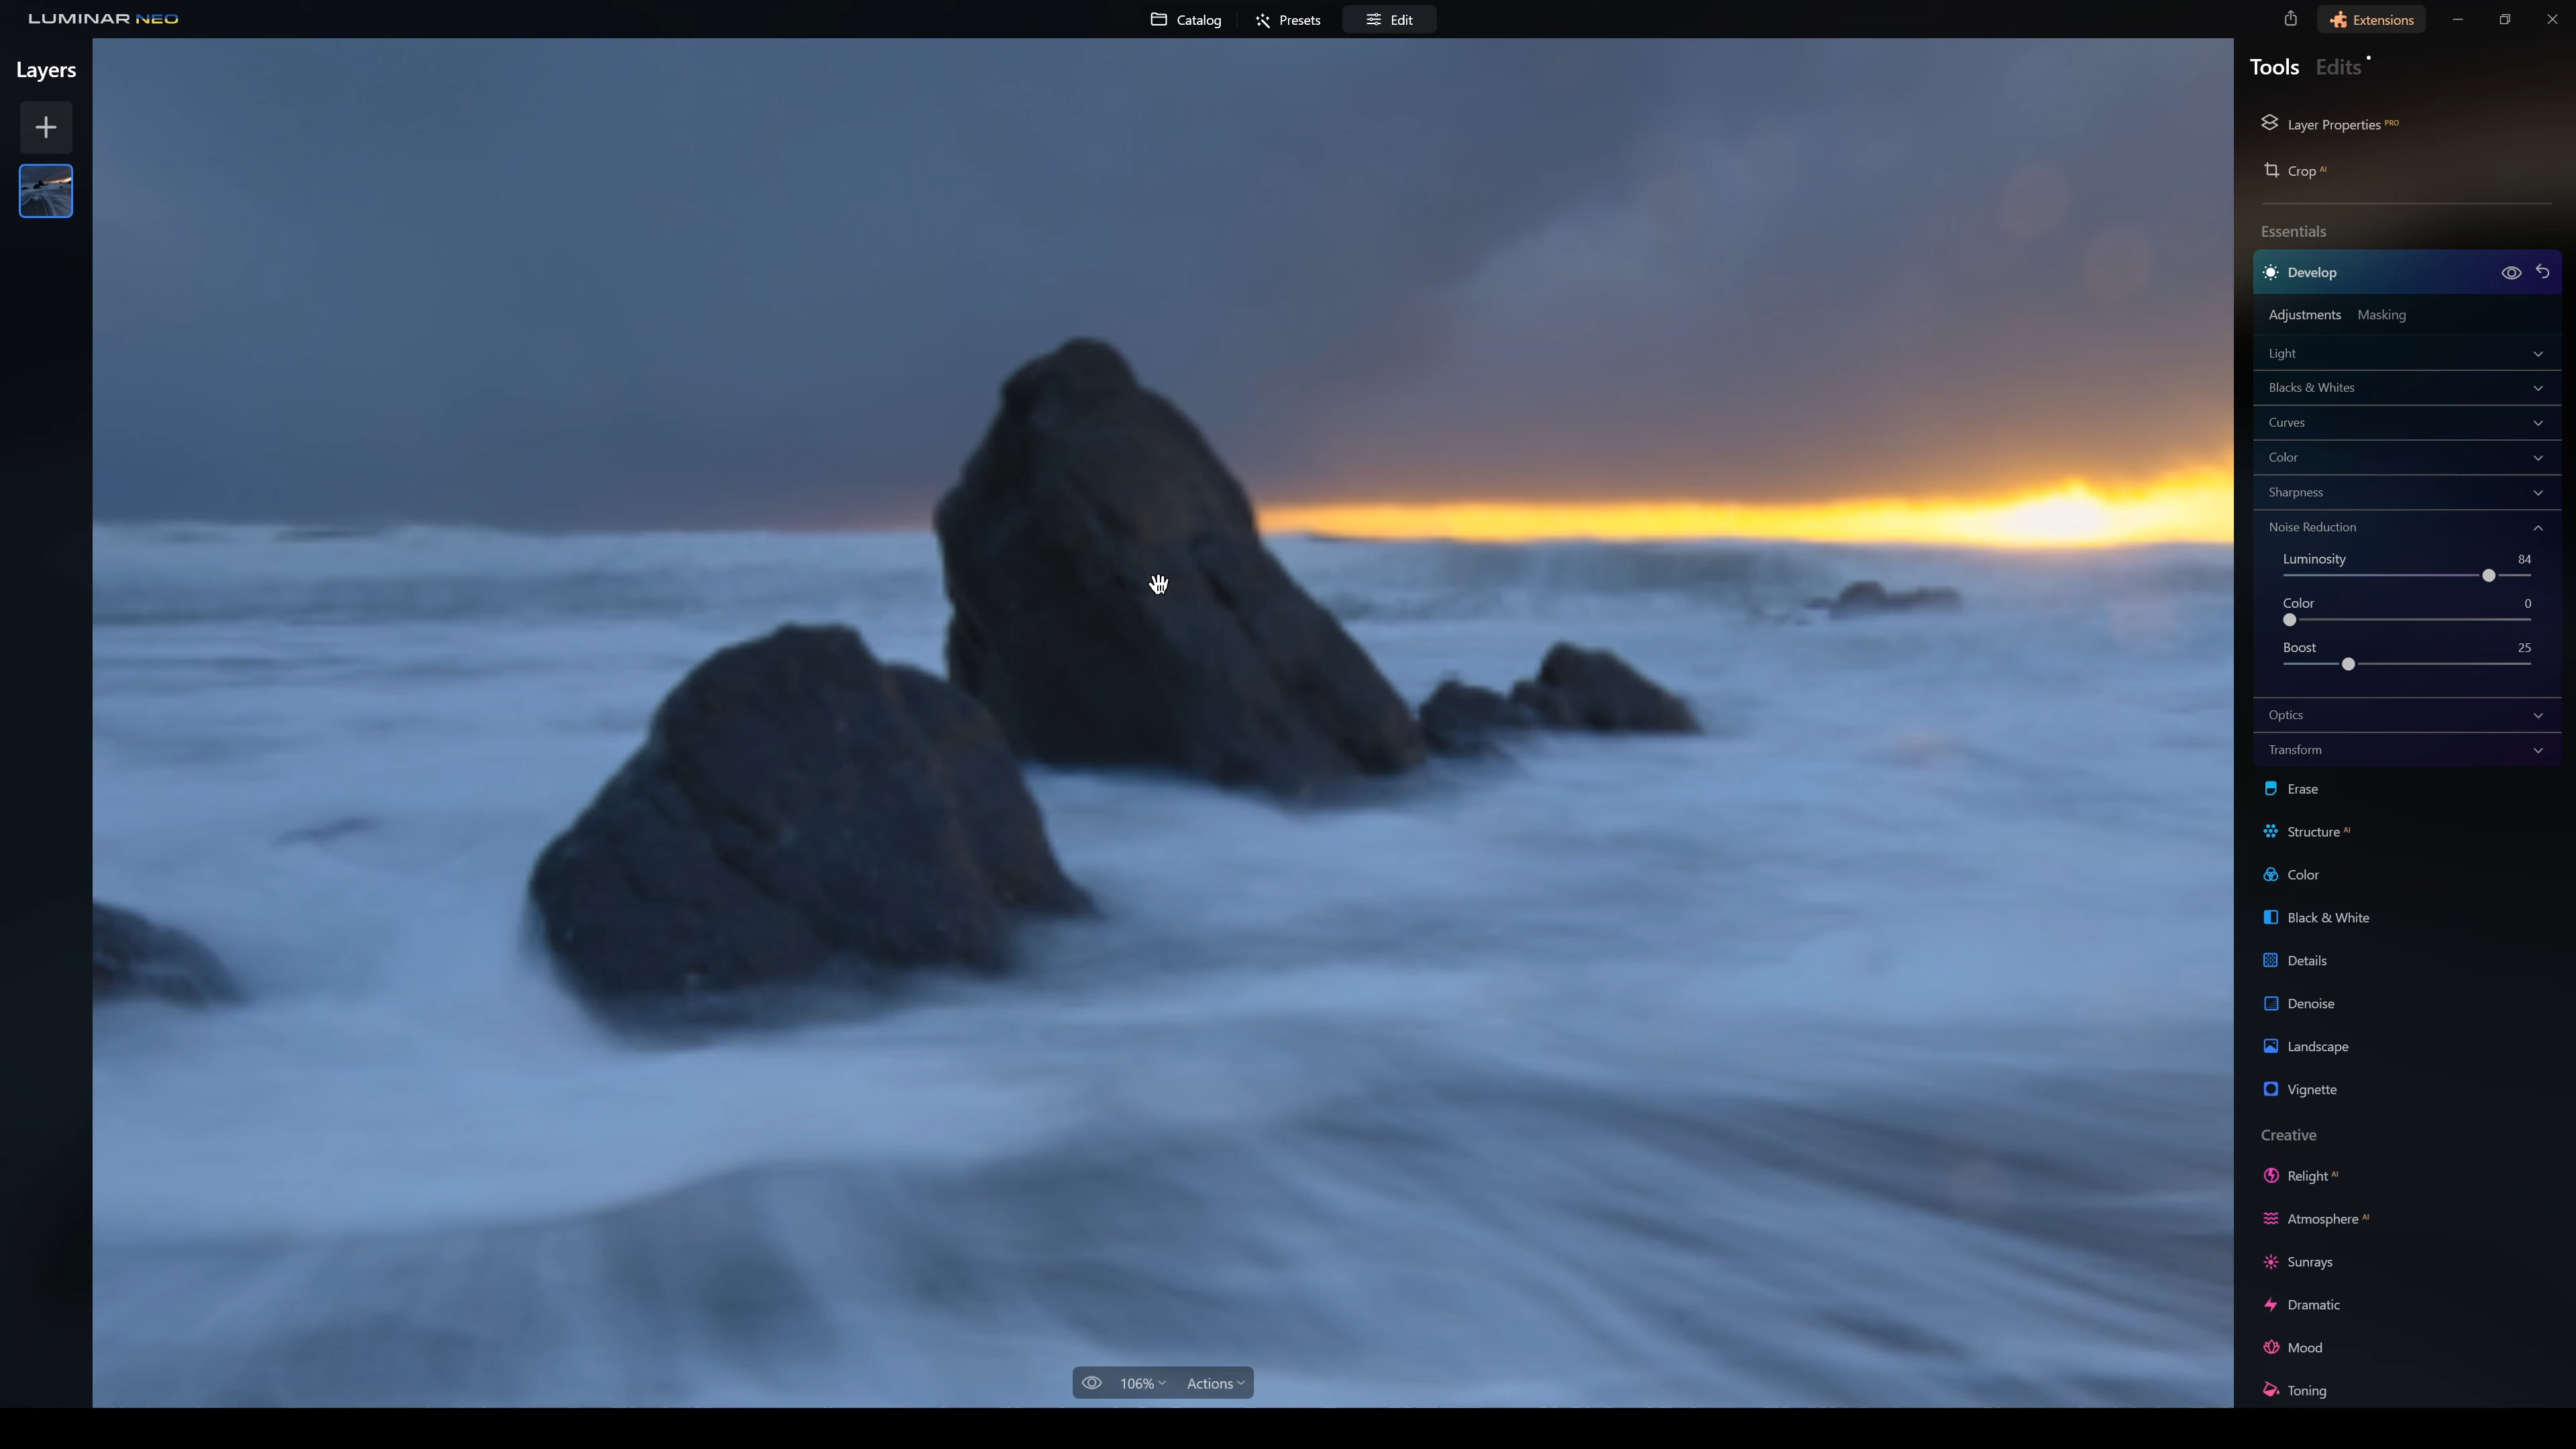 LUMINAR NEO
Catalog
Presets
Edit
Extensions
Layers
Tools
Edits
Layer Properties PRO
Crop AI
Essentials
Develop
Adjustments
Masking
Light
Blacks & Whites
Curves
Color
Sharpness
Noise Reduction
Luminosity 84
Color 0
Boost 25
Optics
Transform
Erase
Structure AI
Color
Black & White
Details
Denoise
Landscape
Vignette
Creative
Relight AI
Atmosphere AI
Sunrays
Dramatic
Mood
Toning
106%
Actions